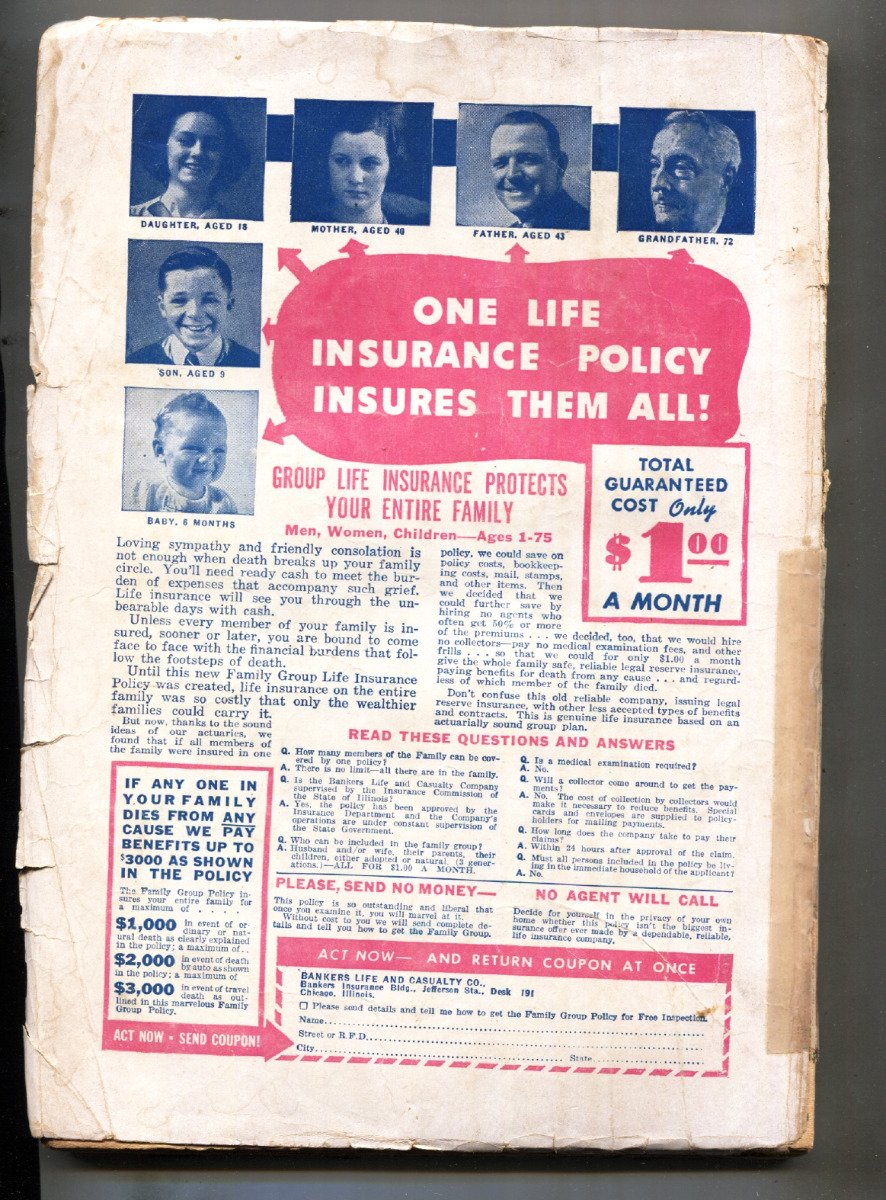 DAUGHTER, AGED 18
MOTHER, AGED 40
FATHER, AGED 43
GRANDFATHER, 72
SON, AGED 9
BABY, 6 MONTHS
ONE LIFE
INSURANCE POLICY
INSURES THEM ALL!
GROUP LIFE INSURANCE PROTECTS
YOUR ENTIRE FAMILY
Men, Women, Children—Ages 1-75
TOTAL
GUARANTEED
COST Only
$1.00
A MONTH
Loving sympathy and friendly consolation is
not enough when death breaks up your family
circle. You'll need ready cash to meet the bur-
den of expenses that accompany such grief.
Life insurance will see you through the un-
bearable days with cash.
Unless every member of your family is in-
sured, sooner or later, you are bound to come
face to face with the financial burdens that fol-
low the footsteps of death.
Until this new Family Group Life Insurance
Policy was created, life insurance on the entire
family was so costly that only the wealthier
families could carry it.
But now, thanks to the sound
ideas of our actuaries, we
found that if all members of
the family were insured in one
policy, we could save on
policy costs, bookkeep-
ing costs, mail, stamps,
and other items. Then
we decided that we
could further save by
hiring no agents who
often get 50% or more
of the premiums . . . we decided, too, that we would hire
no collectors—pay no medical examination fees, and other
frills . . . so that we could for only $1.00 a month
give the whole family safe, reliable legal reserve insurance,
paying benefits for death from any cause . . . and regard-
less of which member of the family died.
Don't confuse this old reliable company, issuing legal
reserve insurance, with other less accepted types of benefits
and contracts. This is genuine life insurance based on an
actuarially sound group plan.
READ THESE QUESTIONS AND ANSWERS
Q. How many members of the Family can be cov-
ered by one policy?
A. There is no limit—all there are in the family.
Q. Is the Bankers Life and Casualty Company
supervised by the Insurance Commission of
the State of Illinois?
A. Yes, the policy has been approved by the
Insurance Department and the Company's
operations are under constant supervision of
the State Government.
Q. Who can be included in the family group?
A. Husband and/or wife, their parents, their
children, either adopted or natural (3 gener-
ations.)—ALL FOR $1.00 A MONTH.
Q. Is a medical examination required?
A. No.
Q. Will a collector come around to get the pay-
ments?
A. No. The cost of collection by collectors would
make it necessary to reduce benefits. Special
cards and envelopes are supplied to policy-
holders for mailing payments.
Q. How long does the company take to pay their
claims?
A. Within 24 hours after approval of the claim.
Q. Must all persons included in the policy be liv-
ing in the immediate household of the applicant?
A. No.
IF ANY ONE IN
YOUR FAMILY
DIES FROM ANY
CAUSE WE PAY
BENEFITS UP TO
$3000 AS SHOWN
IN THE POLICY
The Family Group Policy in-
sures your entire family for
a maximum of . . . . .
$1,000 in event of or-
dinary or nat-
ural death as clearly explained
in the policy; a maximum of..
$2,000 in event of death
by auto as shown
in the policy; a maximum of
$3,000 in event of travel
death as out-
lined in this marvelous Family
Group Policy.
ACT NOW • SEND COUPON!
PLEASE, SEND NO MONEY—
This policy is so outstanding and liberal that
once you examine it, you will marvel at it.
Without cost to you we will send complete de-
tails and tell you how to get the Family Group.
NO AGENT WILL CALL
Decide for yourself in the privacy of your own
home whether this policy isn't the biggest in-
surance offer ever made by a dependable, reliable,
life insurance company.
ACT NOW— AND RETURN COUPON AT ONCE
BANKERS LIFE AND CASUALTY CO.,
Bankers Insurance Bldg., Jefferson Sta., Desk 191
Chicago, Illinois.
Please send details and tell me how to get the Family Group Policy for Free Inspection.
Name
Street or R.F.D.
City State